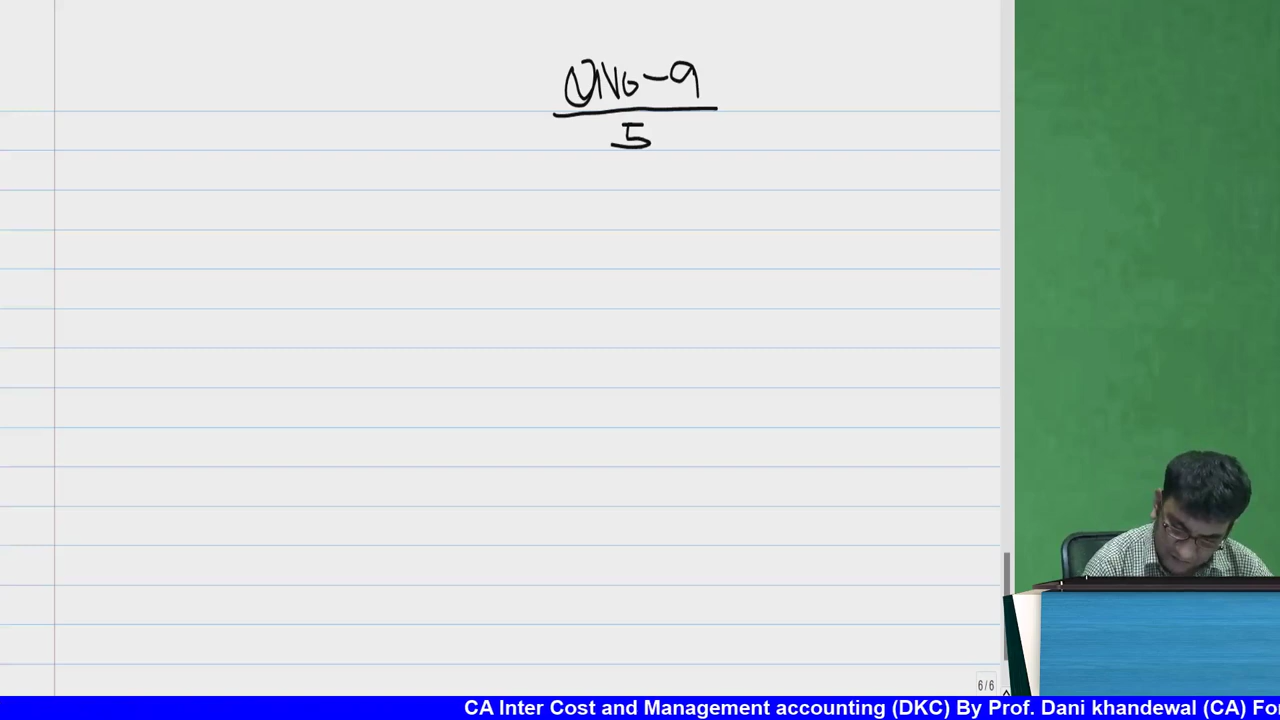 QNo-9
5
6/6
CA Inter Cost and Management accounting (DKC) By Prof. Dani khandewal (CA) Fo